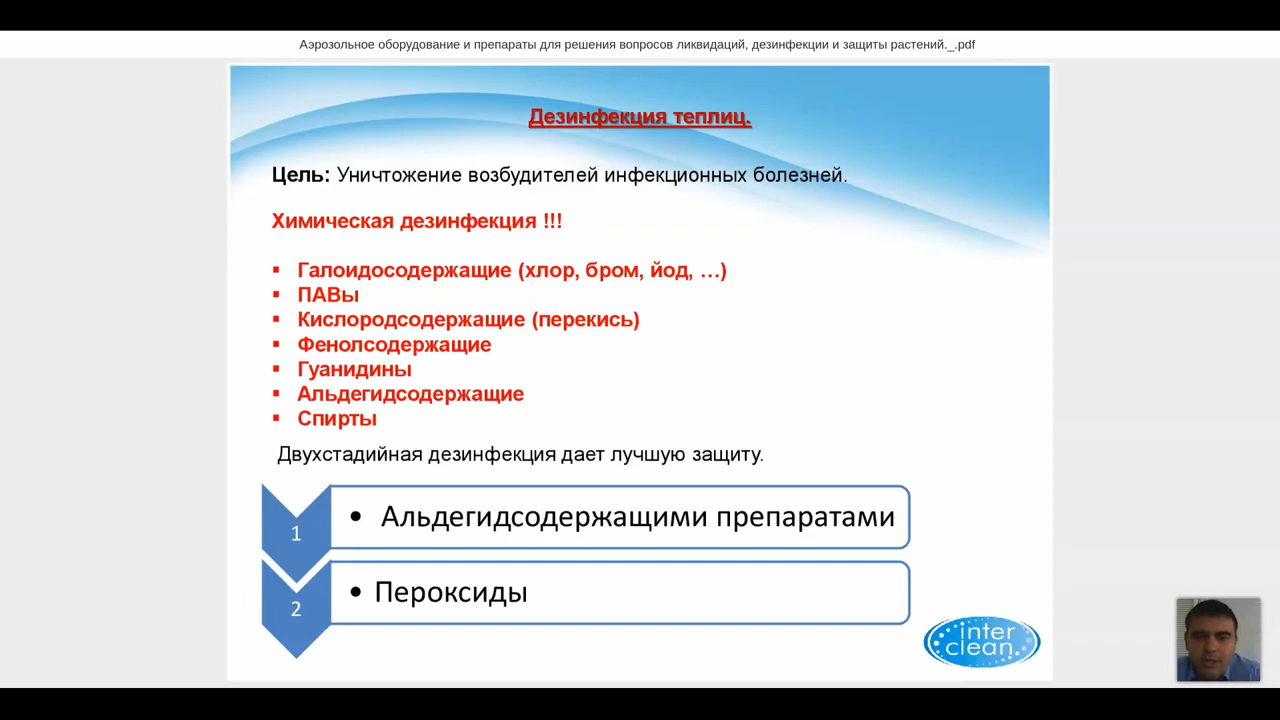 Аэрозольное оборудование и препараты для решения вопросов ликвидаций, дезинфекции и защиты растений._.pdf
Дезинфекция теплиц.
Цель: Уничтожение возбудителей инфекционных болезней.
Химическая дезинфекция !!!
▪ Галоидосодержащие (хлор, бром, йод, …)
▪ ПАВы
▪ Кислородсодержащие (перекись)
▪ Фенолсодержащие
▪ Гуанидины
▪ Альдегидсодержащие
▪ Спирты
Двухстадийная дезинфекция дает лучшую защиту.
1 • Альдегидсодержащими препаратами
2 • Пероксиды
inter
clean